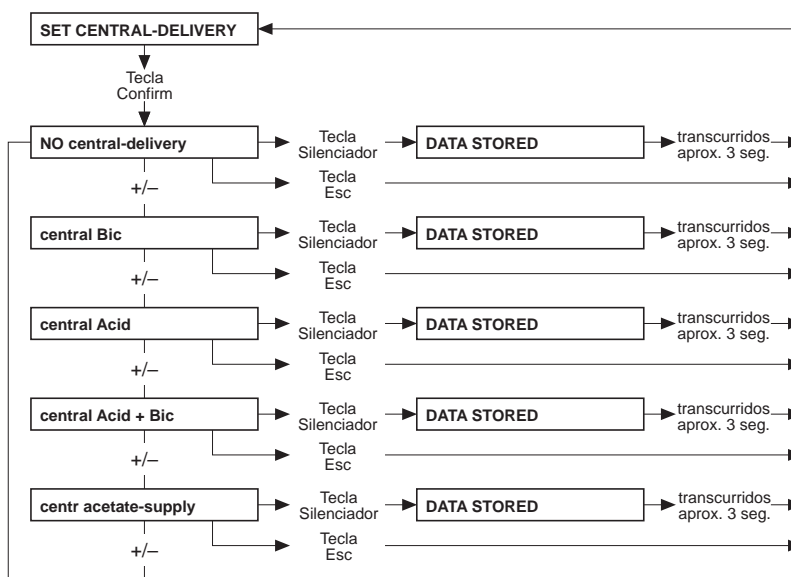 SET CENTRAL-DELIVERY
Tecla
Confirm
NO central-delivery
Tecla
Silenciador
DATA STORED
transcurridos
aprox. 3 seg.
+/–
Tecla
Esc
central Bic
Tecla
Silenciador
DATA STORED
transcurridos
aprox. 3 seg.
+/–
Tecla
Esc
central Acid
Tecla
Silenciador
DATA STORED
transcurridos
aprox. 3 seg.
+/–
Tecla
Esc
central Acid + Bic
Tecla
Silenciador
DATA STORED
transcurridos
aprox. 3 seg.
+/–
Tecla
Esc
centr acetate-supply
Tecla
Silenciador
DATA STORED
transcurridos
aprox. 3 seg.
+/–
Tecla
Esc